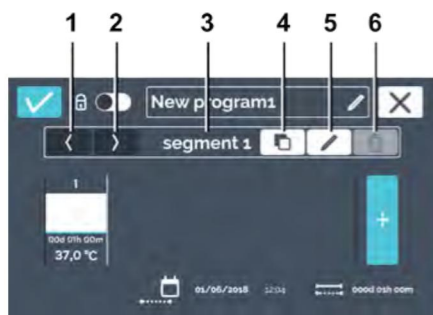 1 2 3 4 5 6
New program1
segment 1
1
00d 01h 00m
37,0 °C
01/06/2018 12:04 000d 01h 00m